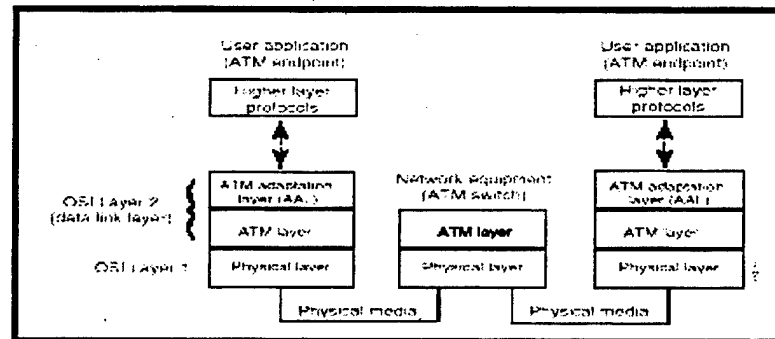 User application
(ATM endpoint)
Higher layer
protocols
User application
(ATM endpoint)
Higher layer
protocols
OSI Layer 2
(data link layer)
ATM adaptation
layer (AAL)
ATM layer
OSI Layer 1
Physical layer
Network equipment
(ATM switch)
ATM layer
Physical layer
ATM adaptation
layer (AAL)
ATM layer
Physical layer
Physical media
Physical media